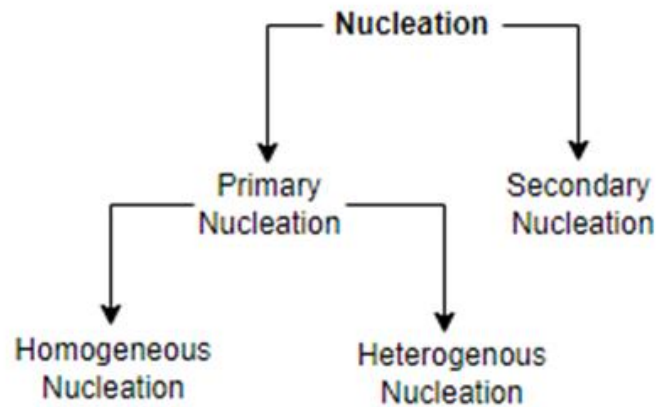 Nucleation
Primary
Nucleation
Secondary
Nucleation
Homogeneous
Nucleation
Heterogenous
Nucleation